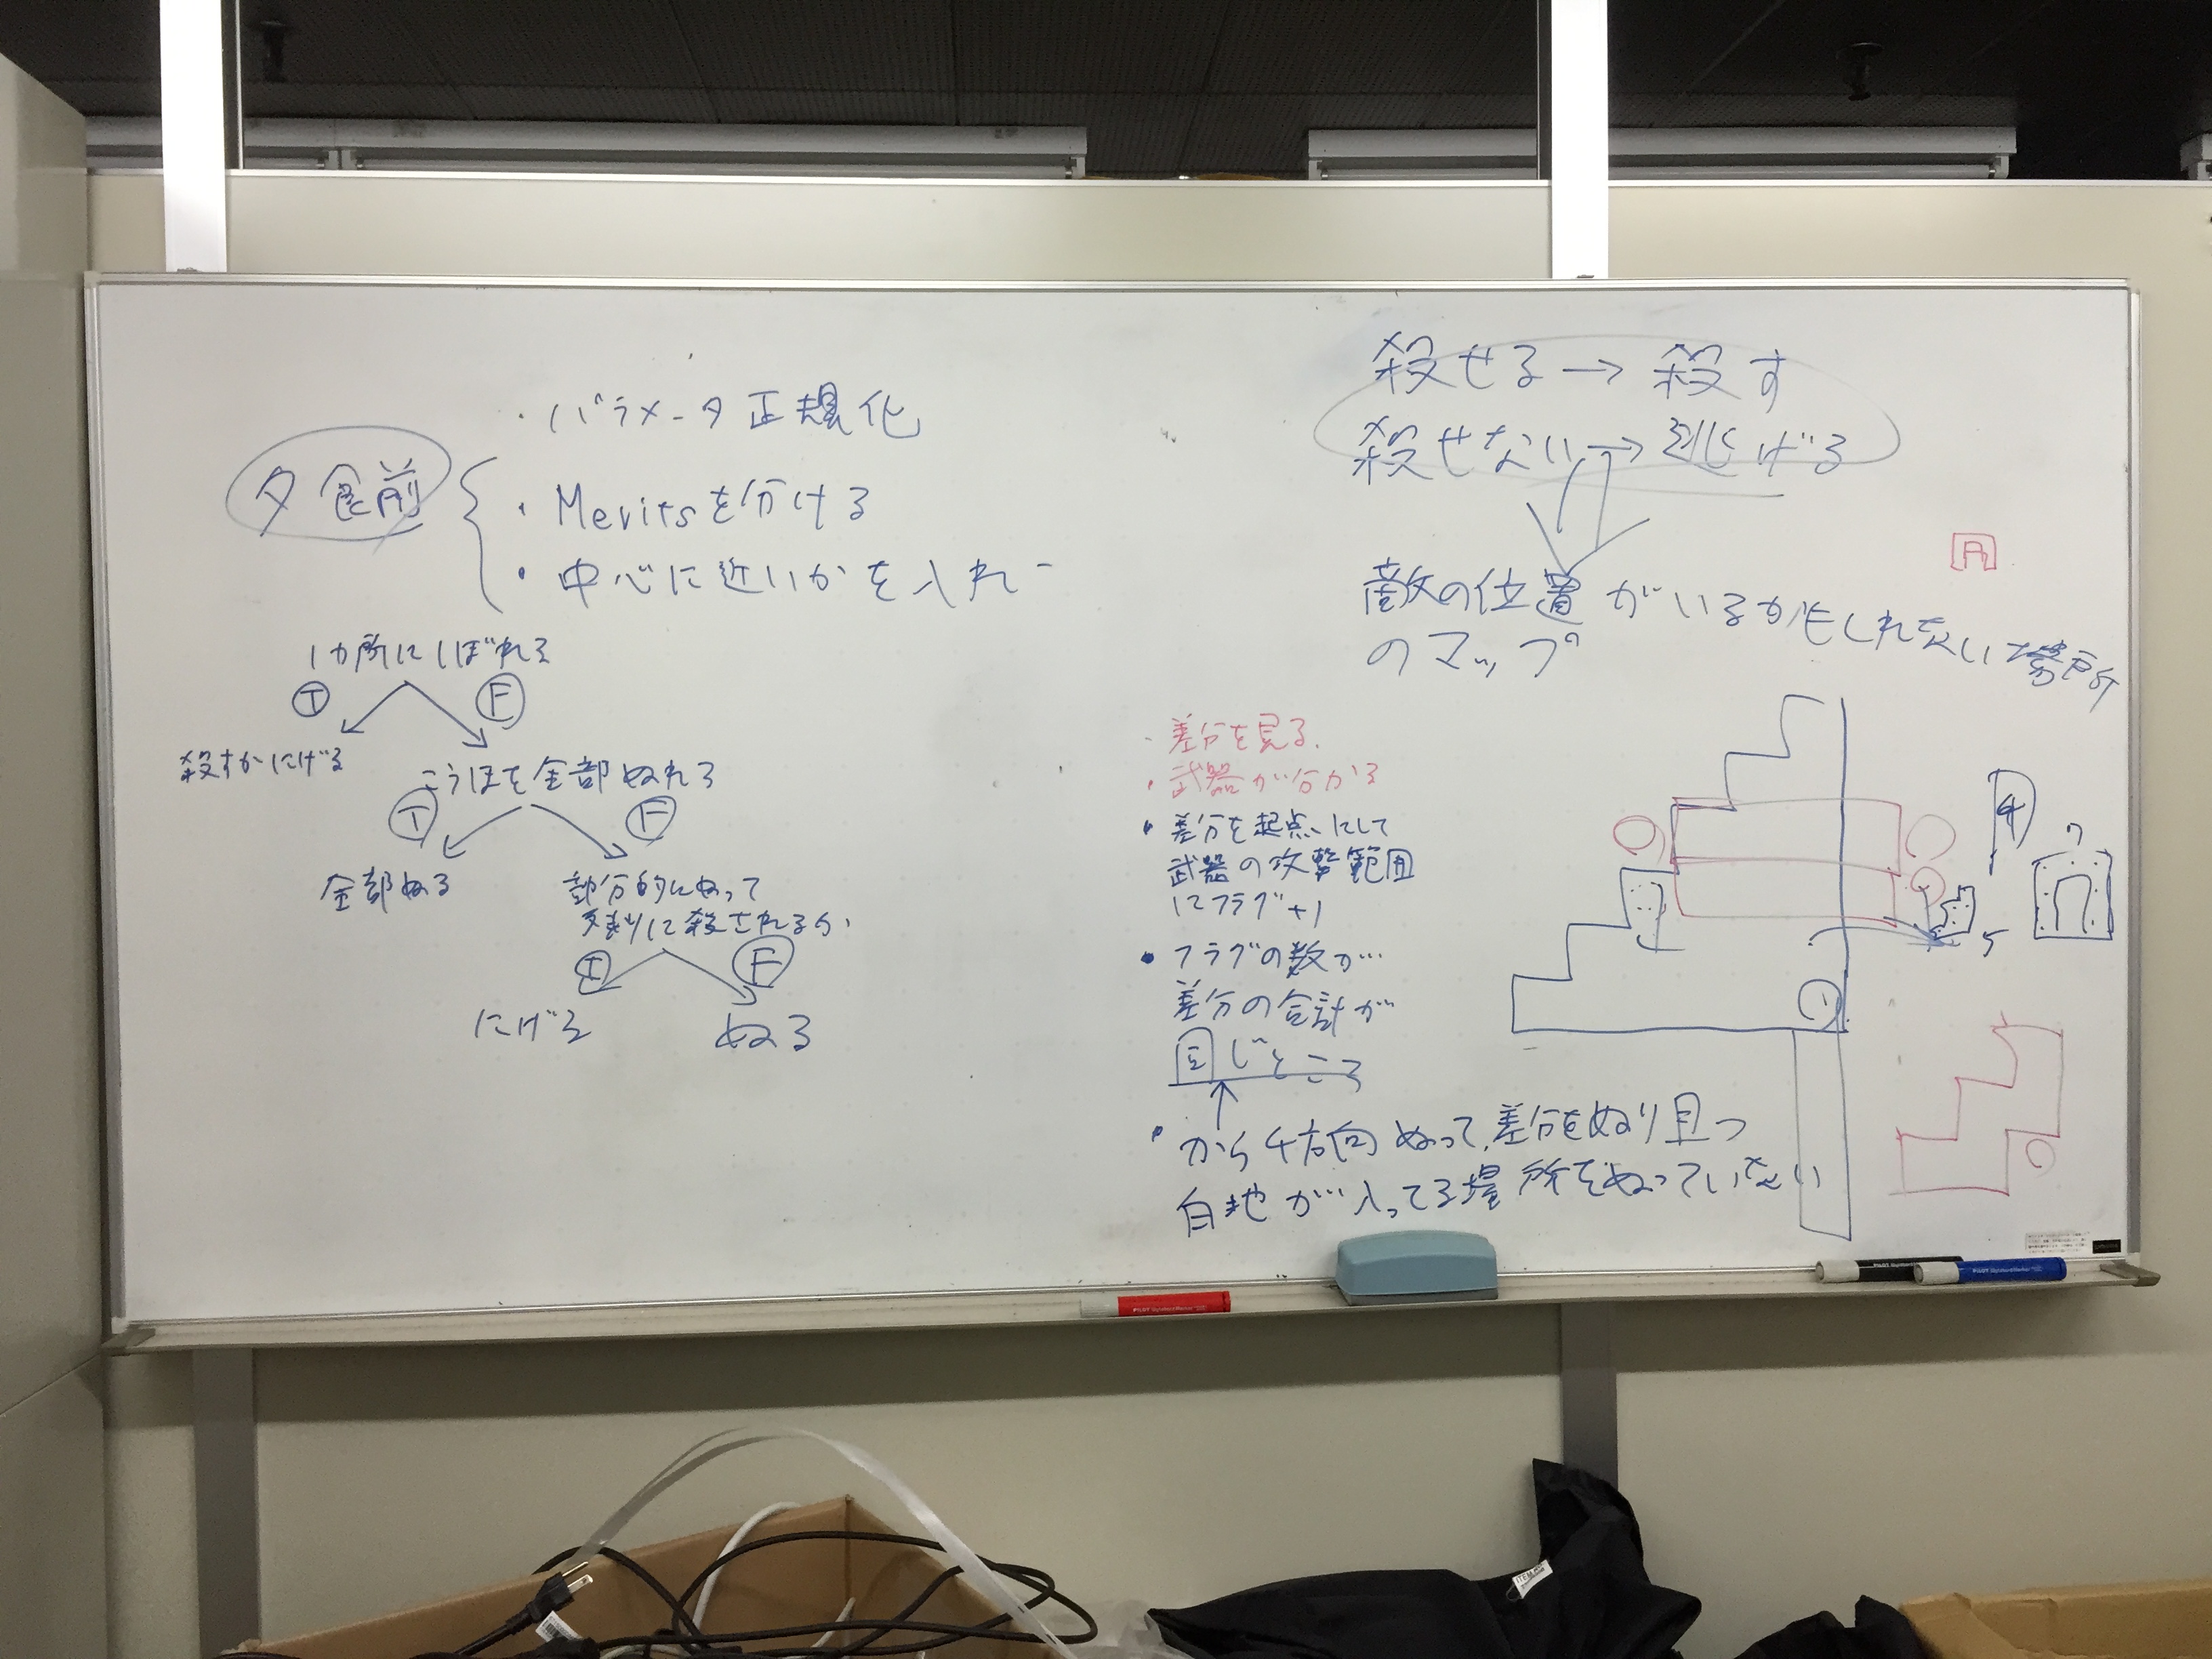 ・パラメータ正規化
夕食前
・Meritsを分ける
・中心に近いかを入れ
1カ所にしぼれる
T
F
殺すかにげる
こうほを全部ぬれる
T
F
全部ぬる
部分的にぬって
残りに殺されるか
T
F
にげる
ぬる
殺せる→殺す
殺せない→逃げる
敵の位置がいるかもしれない場所
のマップ
・差分を見る.
・武器が分かる
・差分を起点にして
武器の攻撃範囲
にフラグ+1
・フラグの数が
差分の合計が
同じところ
・から4方向ぬって,差分をぬり且つ
自地が入ってる場所をぬっていない
4
7
5
PILOT
PILOT
PILOT
ITEM